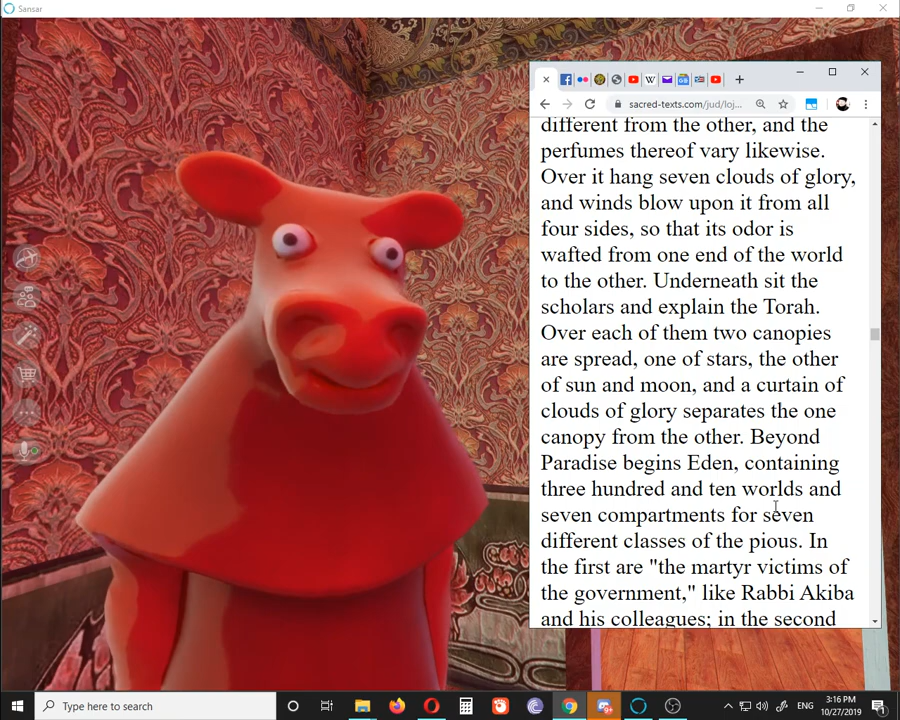 Sansar
sacred-texts.com/jud/loj...
different from the other, and the
perfumes thereof vary likewise.
Over it hang seven clouds of glory,
and winds blow upon it from all
four sides, so that its odor is
wafted from one end of the world
to the other. Underneath sit the
scholars and explain the Torah.
Over each of them two canopies
are spread, one of stars, the other
of sun and moon, and a curtain of
clouds of glory separates the one
canopy from the other. Beyond
Paradise begins Eden, containing
three hundred and ten worlds and
seven compartments for seven
different classes of the pious. In
the first are "the martyr victims of
the government," like Rabbi Akiba
and his colleagues; in the second
Type here to search
9+
ENG
3:16 PM
10/27/2019
1